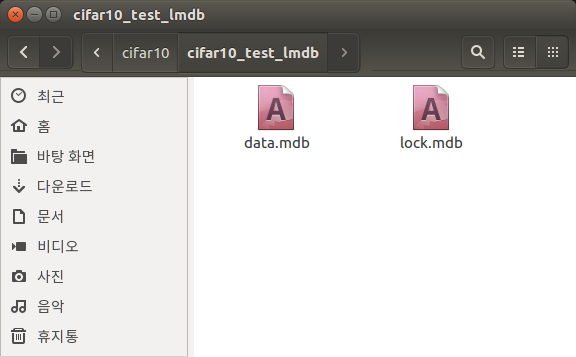 cifar10_test_lmdb
cifar10 cifar10_test_lmdb
최근
홈
바탕 화면
다운로드
문서
비디오
사진
음악
휴지통
data.mdb lock.mdb